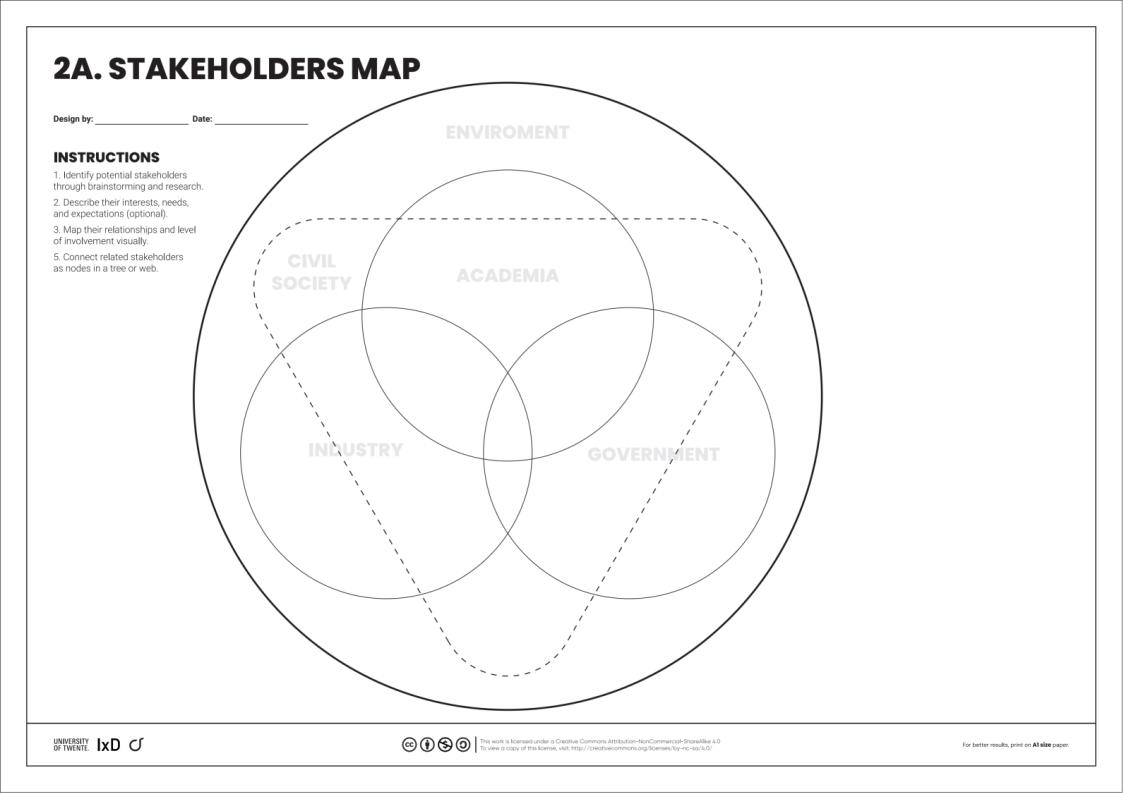 2A. STAKEHOLDERS MAP
Design by: ____________________ Date: ____________________
INSTRUCTIONS
1. Identify potential stakeholders
through brainstorming and research.
2. Describe their interests, needs,
and expectations (optional).
3. Map their relationships and level
of involvement visually.
5. Connect related stakeholders
as nodes in a tree or web.
ENVIROMENT
CIVIL
SOCIETY
ACADEMIA
INDUSTRY
GOVERNMENT
UNIVERSITY
OF TWENTE.
IxD
cc
This work is licensed under a Creative Commons Attribution-NonCommercial-ShareAlike 4.0
To view a copy of this license, visit: http://creativecommons.org/licenses/by-nc-sa/4.0/
For better results, print on A1 size paper.